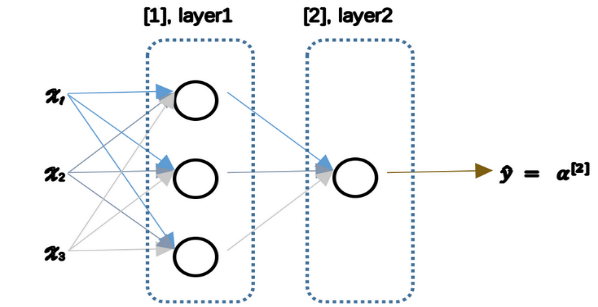 [1], layer1
[2], layer2
x₁
x₂
x₃
ŷ = a[2]